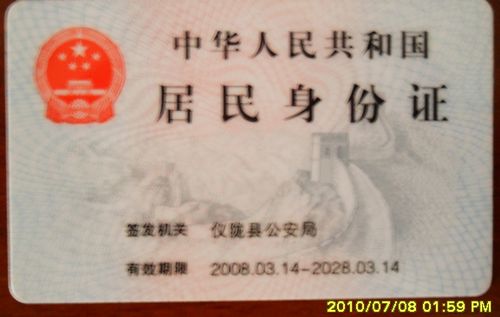 中华人民共和国
居民身份证
签发机关 仪陇县公安局
有效期限 2008.03.14-2028.03.14
2010/07/08 01:59 PM